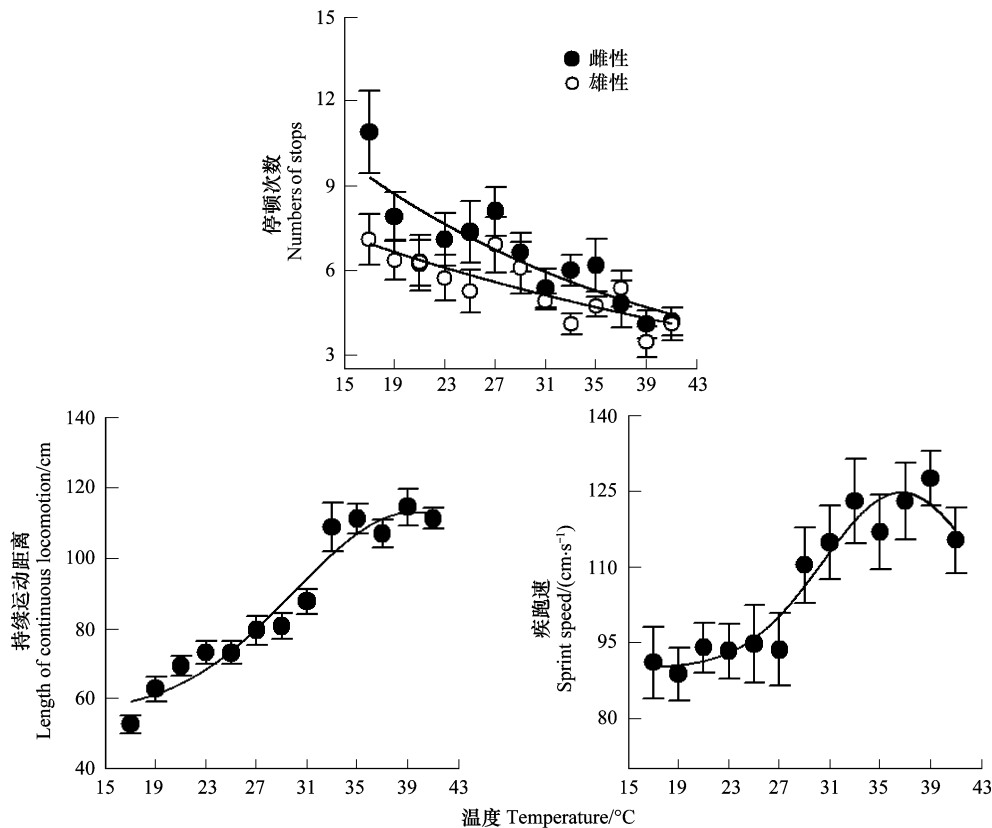 15
12
9
6
3
停顿次数
Numbers of stops
雌性
雄性
15 19 23 27 31 35 39 43
140
120
100
80
60
40
持续运动距离
Length of continuous locomotion/cm
15 19 23 27 31 35 39 43
140
125
110
95
80
疾跑速
Sprint speed/(cm·s⁻¹)
15 19 23 27 31 35 39 43
温度 Temperature/°C